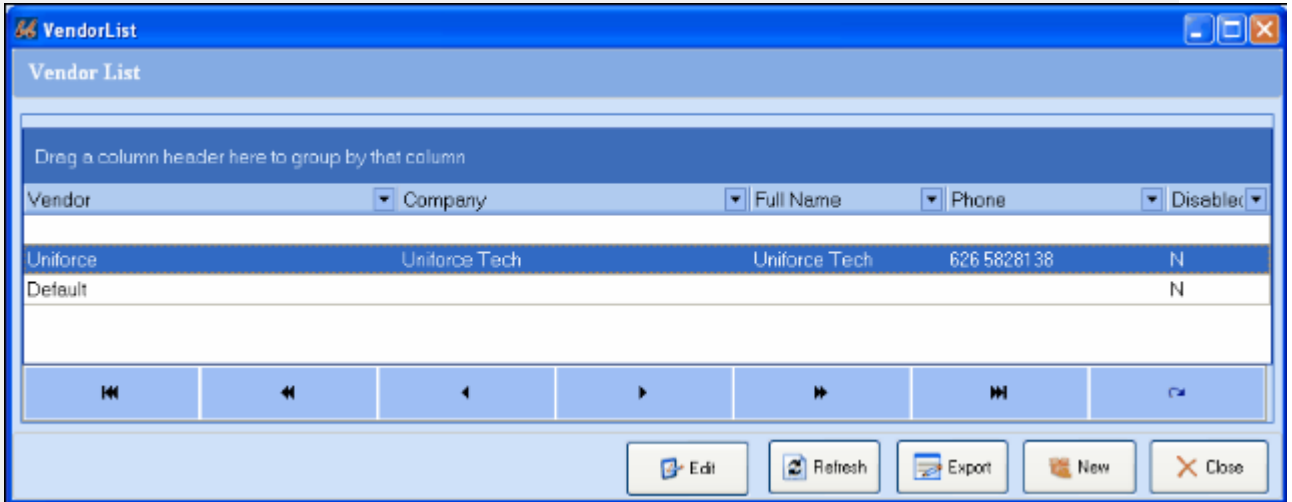 VendorList
Vendor List
Drag a column header here to group by that column
Vendor Company Full Name Phone Disabled
Uniforce Uniforce Tech Uniforce Tech 626 5828138 N
Default N
Edit Refresh Export New Close